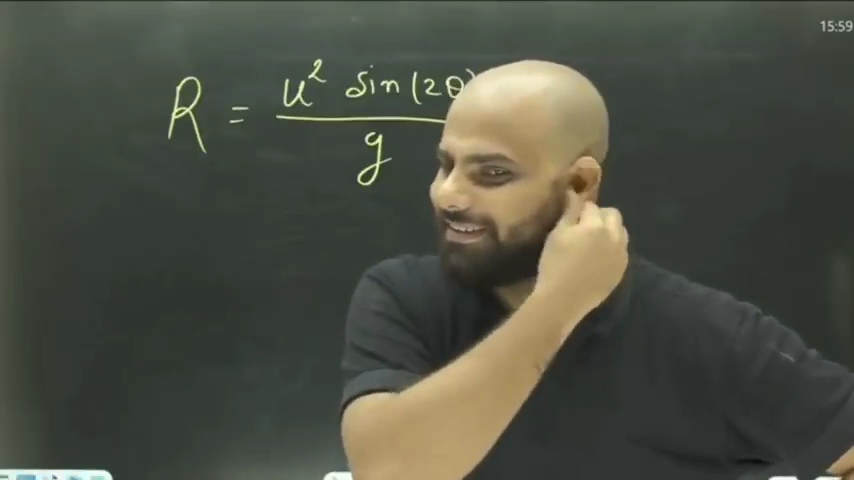 15:59
R = u² sin(2θ)
g